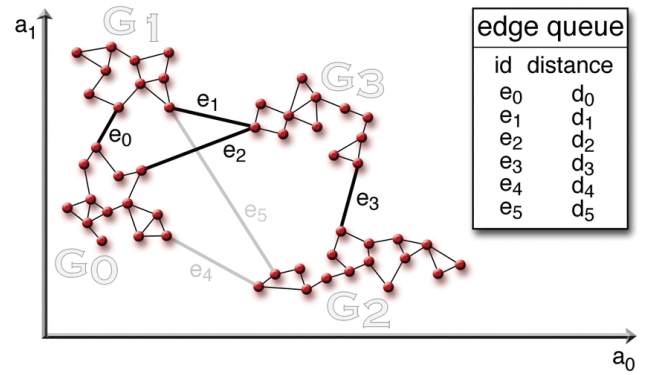 a1
G1
G3
e0
e1
e2
e3
e5
e4
G0
G2
a0
edge queue
id distance
e0 d0
e1 d1
e2 d2
e3 d3
e4 d4
e5 d5